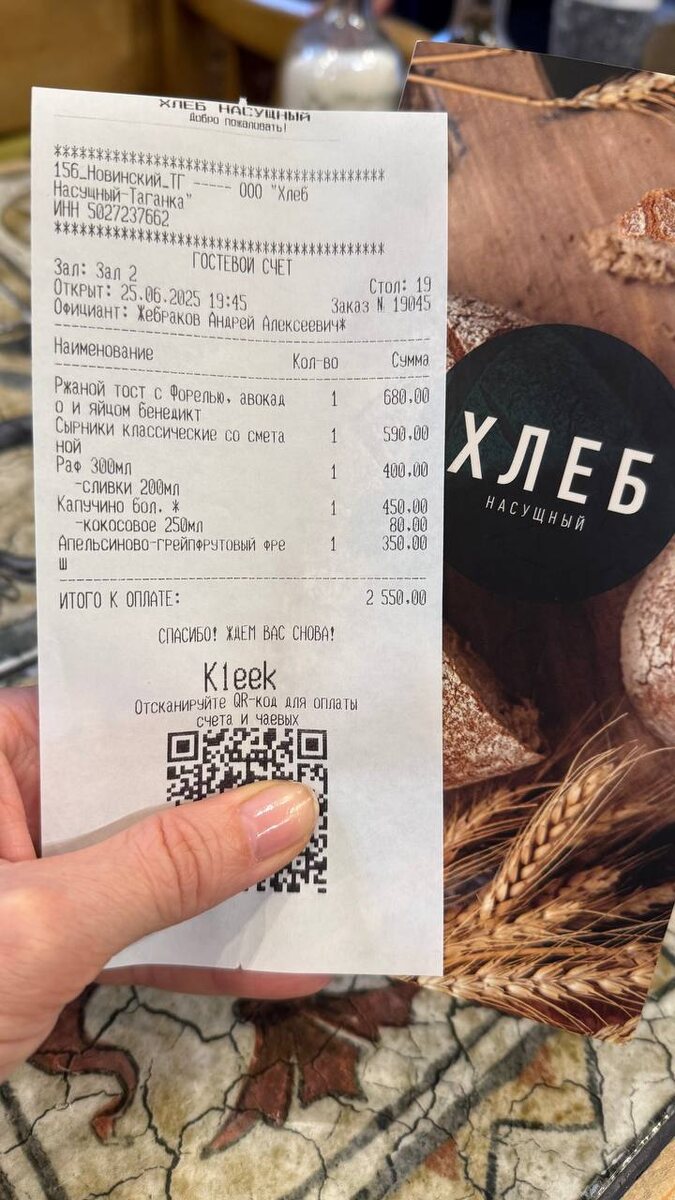 ХЛЕБ НАСУЩНЫЙ
Добро пожаловать!
************************************
156_Новинский_ТГ ----- ООО "Хлеб
Насущный-Таганка"
ИНН 5027237662
************************************
ГОСТЕВОЙ СЧЕТ
Зал: Зал 2 Стол: 19
Открыт: 25.06.2025 19:45 Заказ № 19045
Официант: Жебраков Андрей Алексеевич*
Наименование Кол-во Сумма
Ржаной тост с Форелью, авокад 1 680,00
о и яйцом бенедикт
Сырники классические со смета 1 590,00
ной
Раф 300мл 1 400,00
-сливки 200мл
Капучино бол. * 1 450,00
-кокосовое 250мл 80,00
Апельсиново-грейпфрутовый фре 1 350,00
ш
ИТОГО К ОПЛАТЕ: 2 550,00
СПАСИБО! ЖДЕМ ВАС СНОВА!
Kleek
Отсканируйте QR-код для оплаты
счета и чаевых
ХЛЕБ
НАСУЩНЫЙ